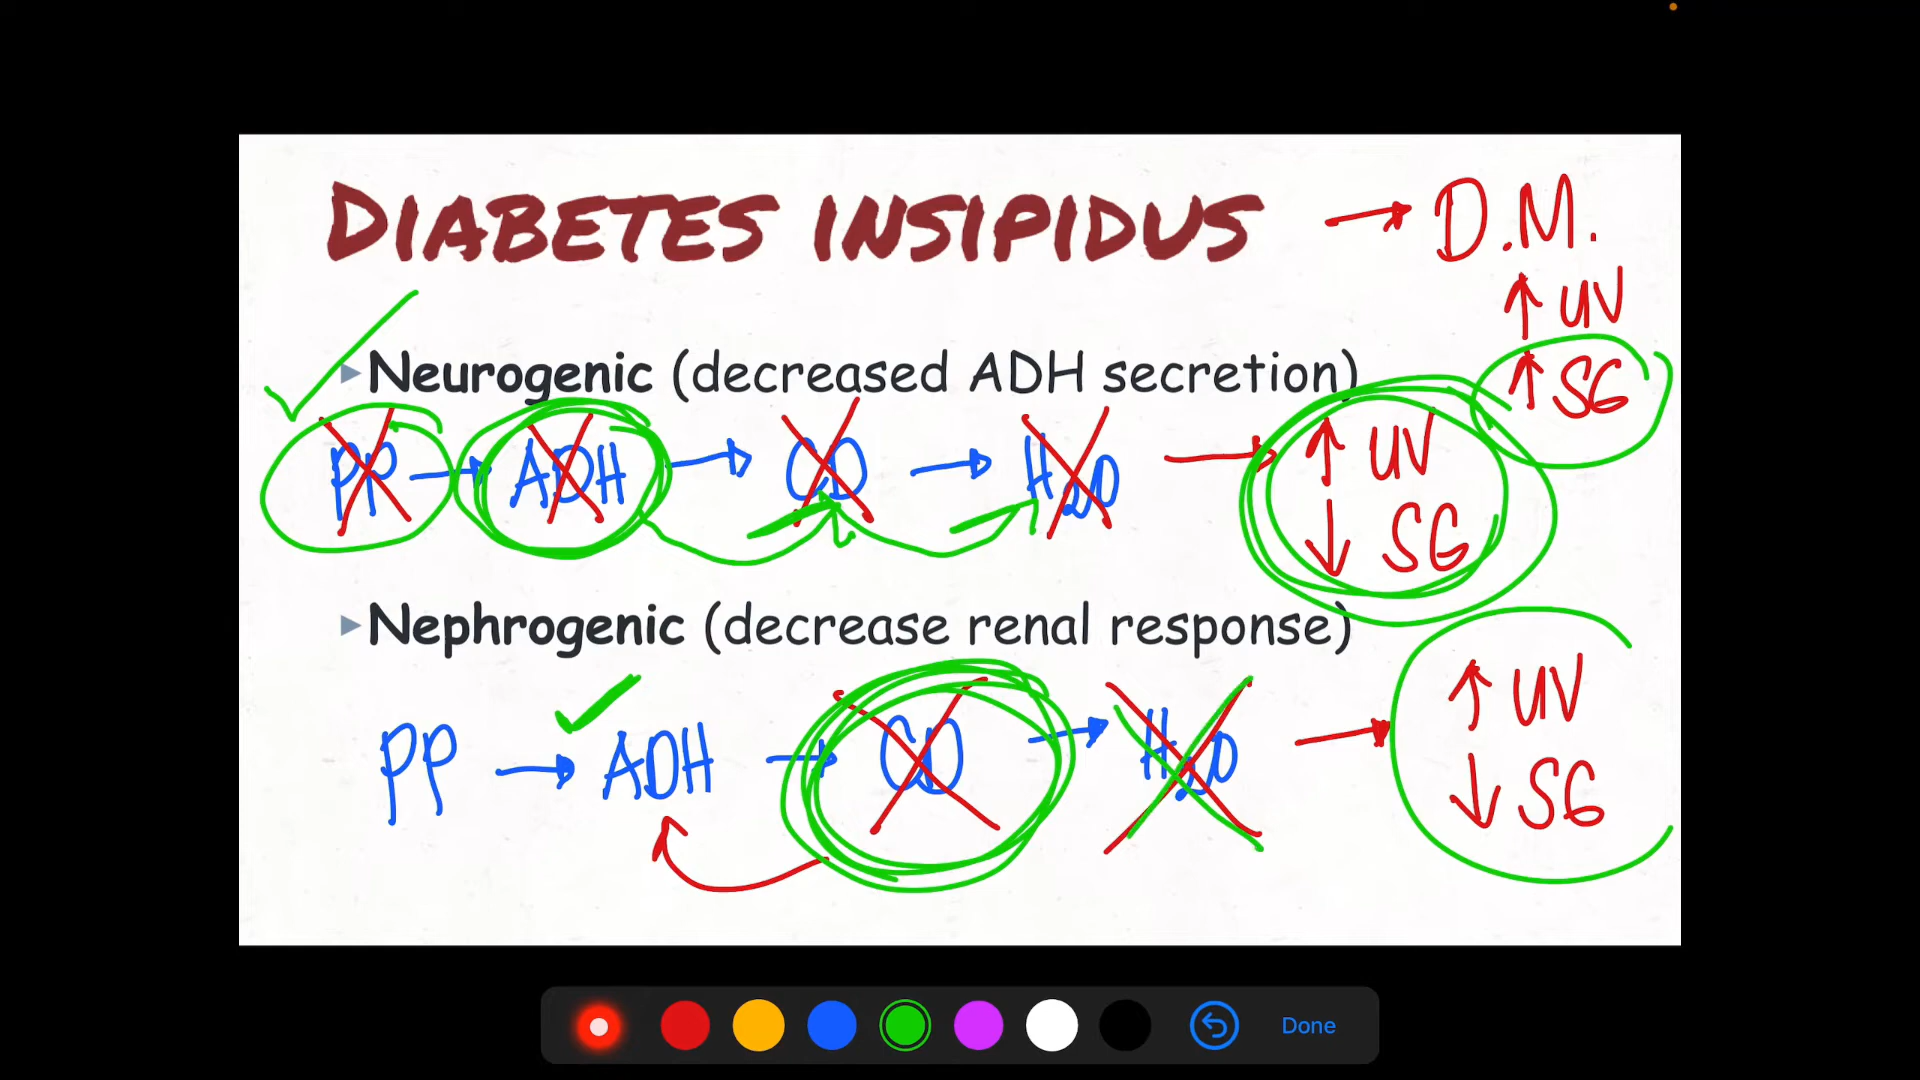 DIABETES INSIPIDUS → D.M.
↑ UV
↑ SG
▸Neurogenic (decreased ADH secretion)
PP → ADH → CD → H2O → ↑ UV
↓ SG
▸Nephrogenic (decrease renal response)
PP → ADH → CD → H2O → ↑ UV
↓ SG
Done